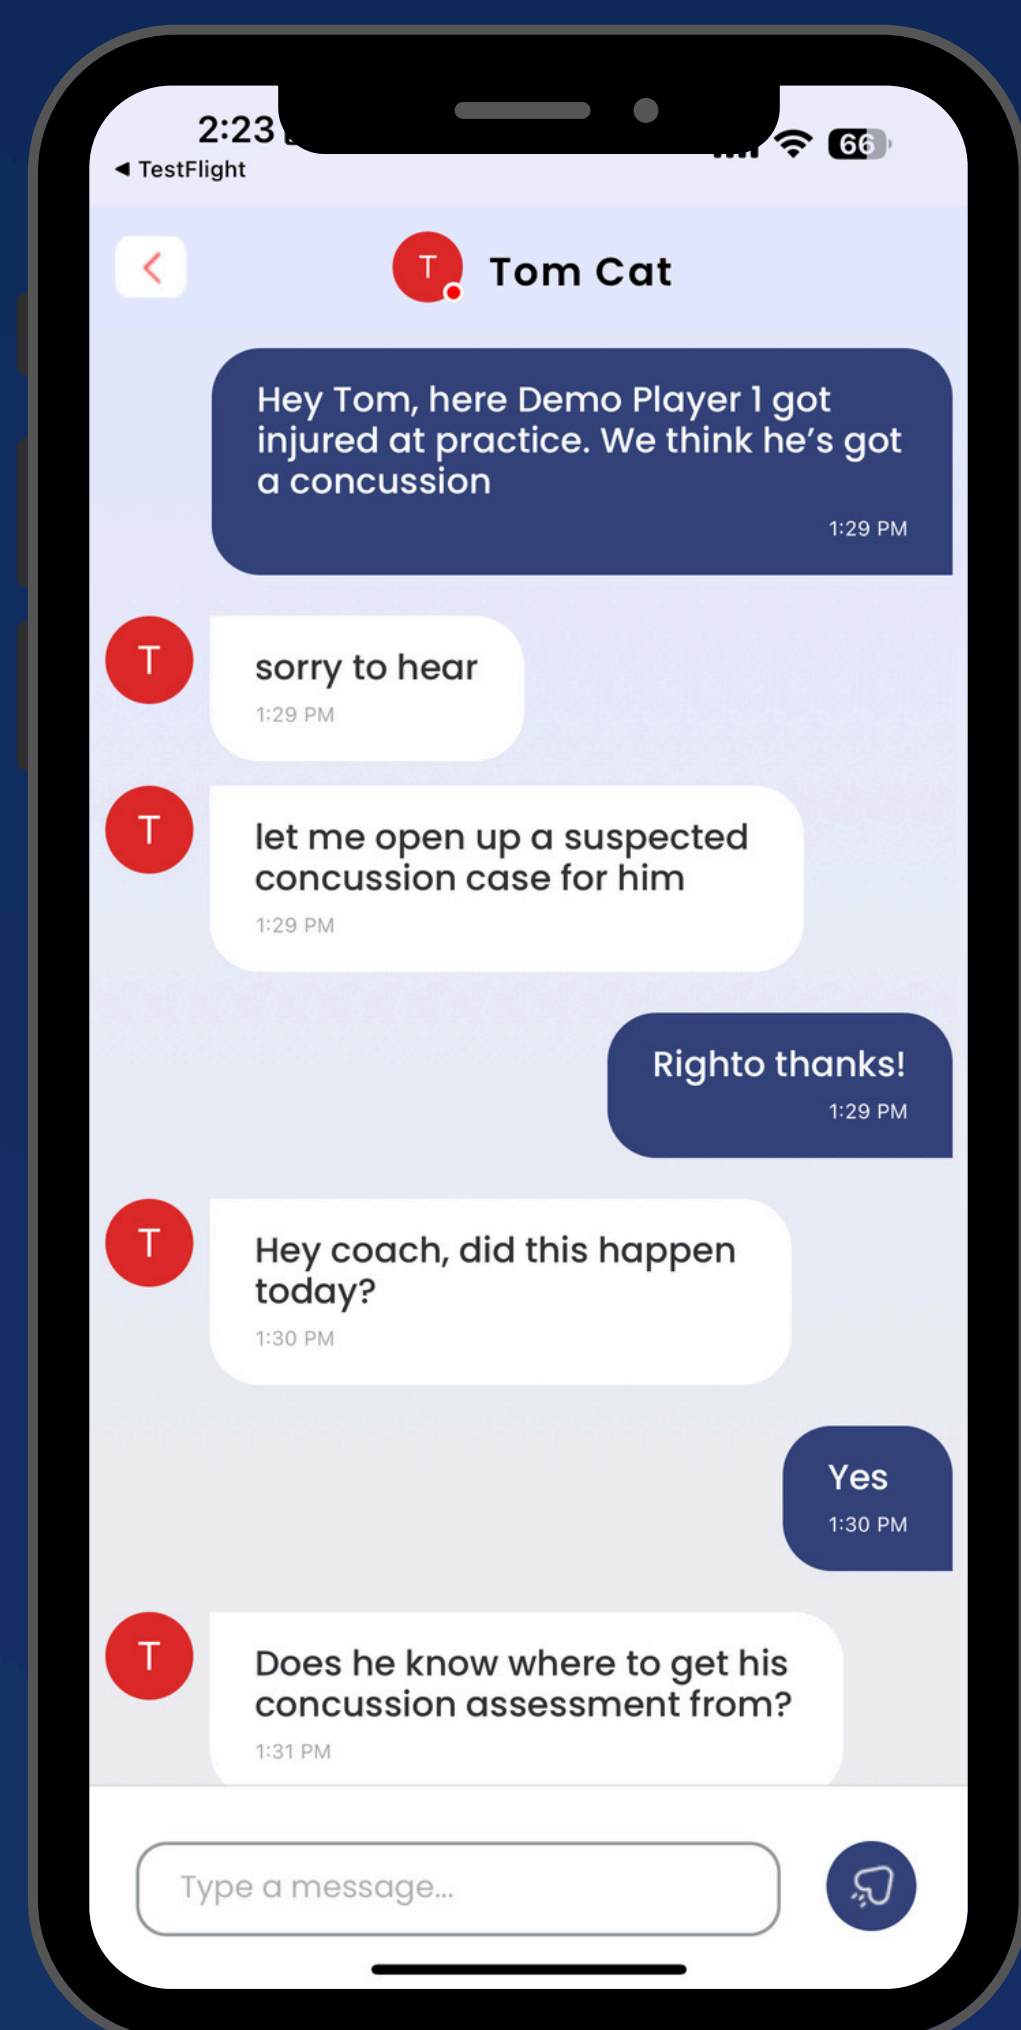 2:23
66
◀ TestFlight
T
Tom Cat
Hey Tom, here Demo Player 1 got
injured at practice. We think he’s got
a concussion
1:29 PM
T
sorry to hear
1:29 PM
T
let me open up a suspected
concussion case for him
1:29 PM
Righto thanks!
1:29 PM
T
Hey coach, did this happen
today?
1:30 PM
Yes
1:30 PM
T
Does he know where to get his
concussion assessment from?
1:31 PM
Type a message...